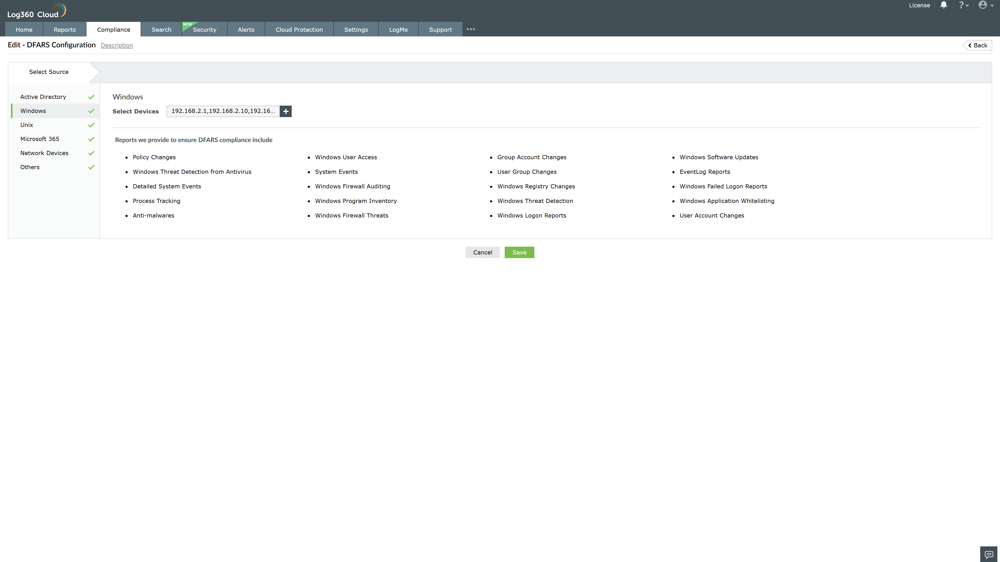 License
Log360 Cloud
Home
Reports
Compliance
Search
NEW
Security
Alerts
Cloud Protection
Settings
LogMe
Support
Edit - DFARS Configuration
Description
Back
Select Source
Active Directory
Windows
Unix
Microsoft 365
Network Devices
Others
Windows
Select Devices
192.168.2.1,192.168.2.10,192.16...
Reports we provide to ensure DFARS compliance include
Policy Changes
Windows User Access
Group Account Changes
Windows Software Updates
Windows Threat Detection from Antivirus
System Events
User Group Changes
EventLog Reports
Detailed System Events
Windows Firewall Auditing
Windows Registry Changes
Windows Failed Logon Reports
Process Tracking
Windows Program Inventory
Windows Threat Detection
Windows Application Whitelisting
Anti-malwares
Windows Firewall Threats
Windows Logon Reports
User Account Changes
Cancel
Save